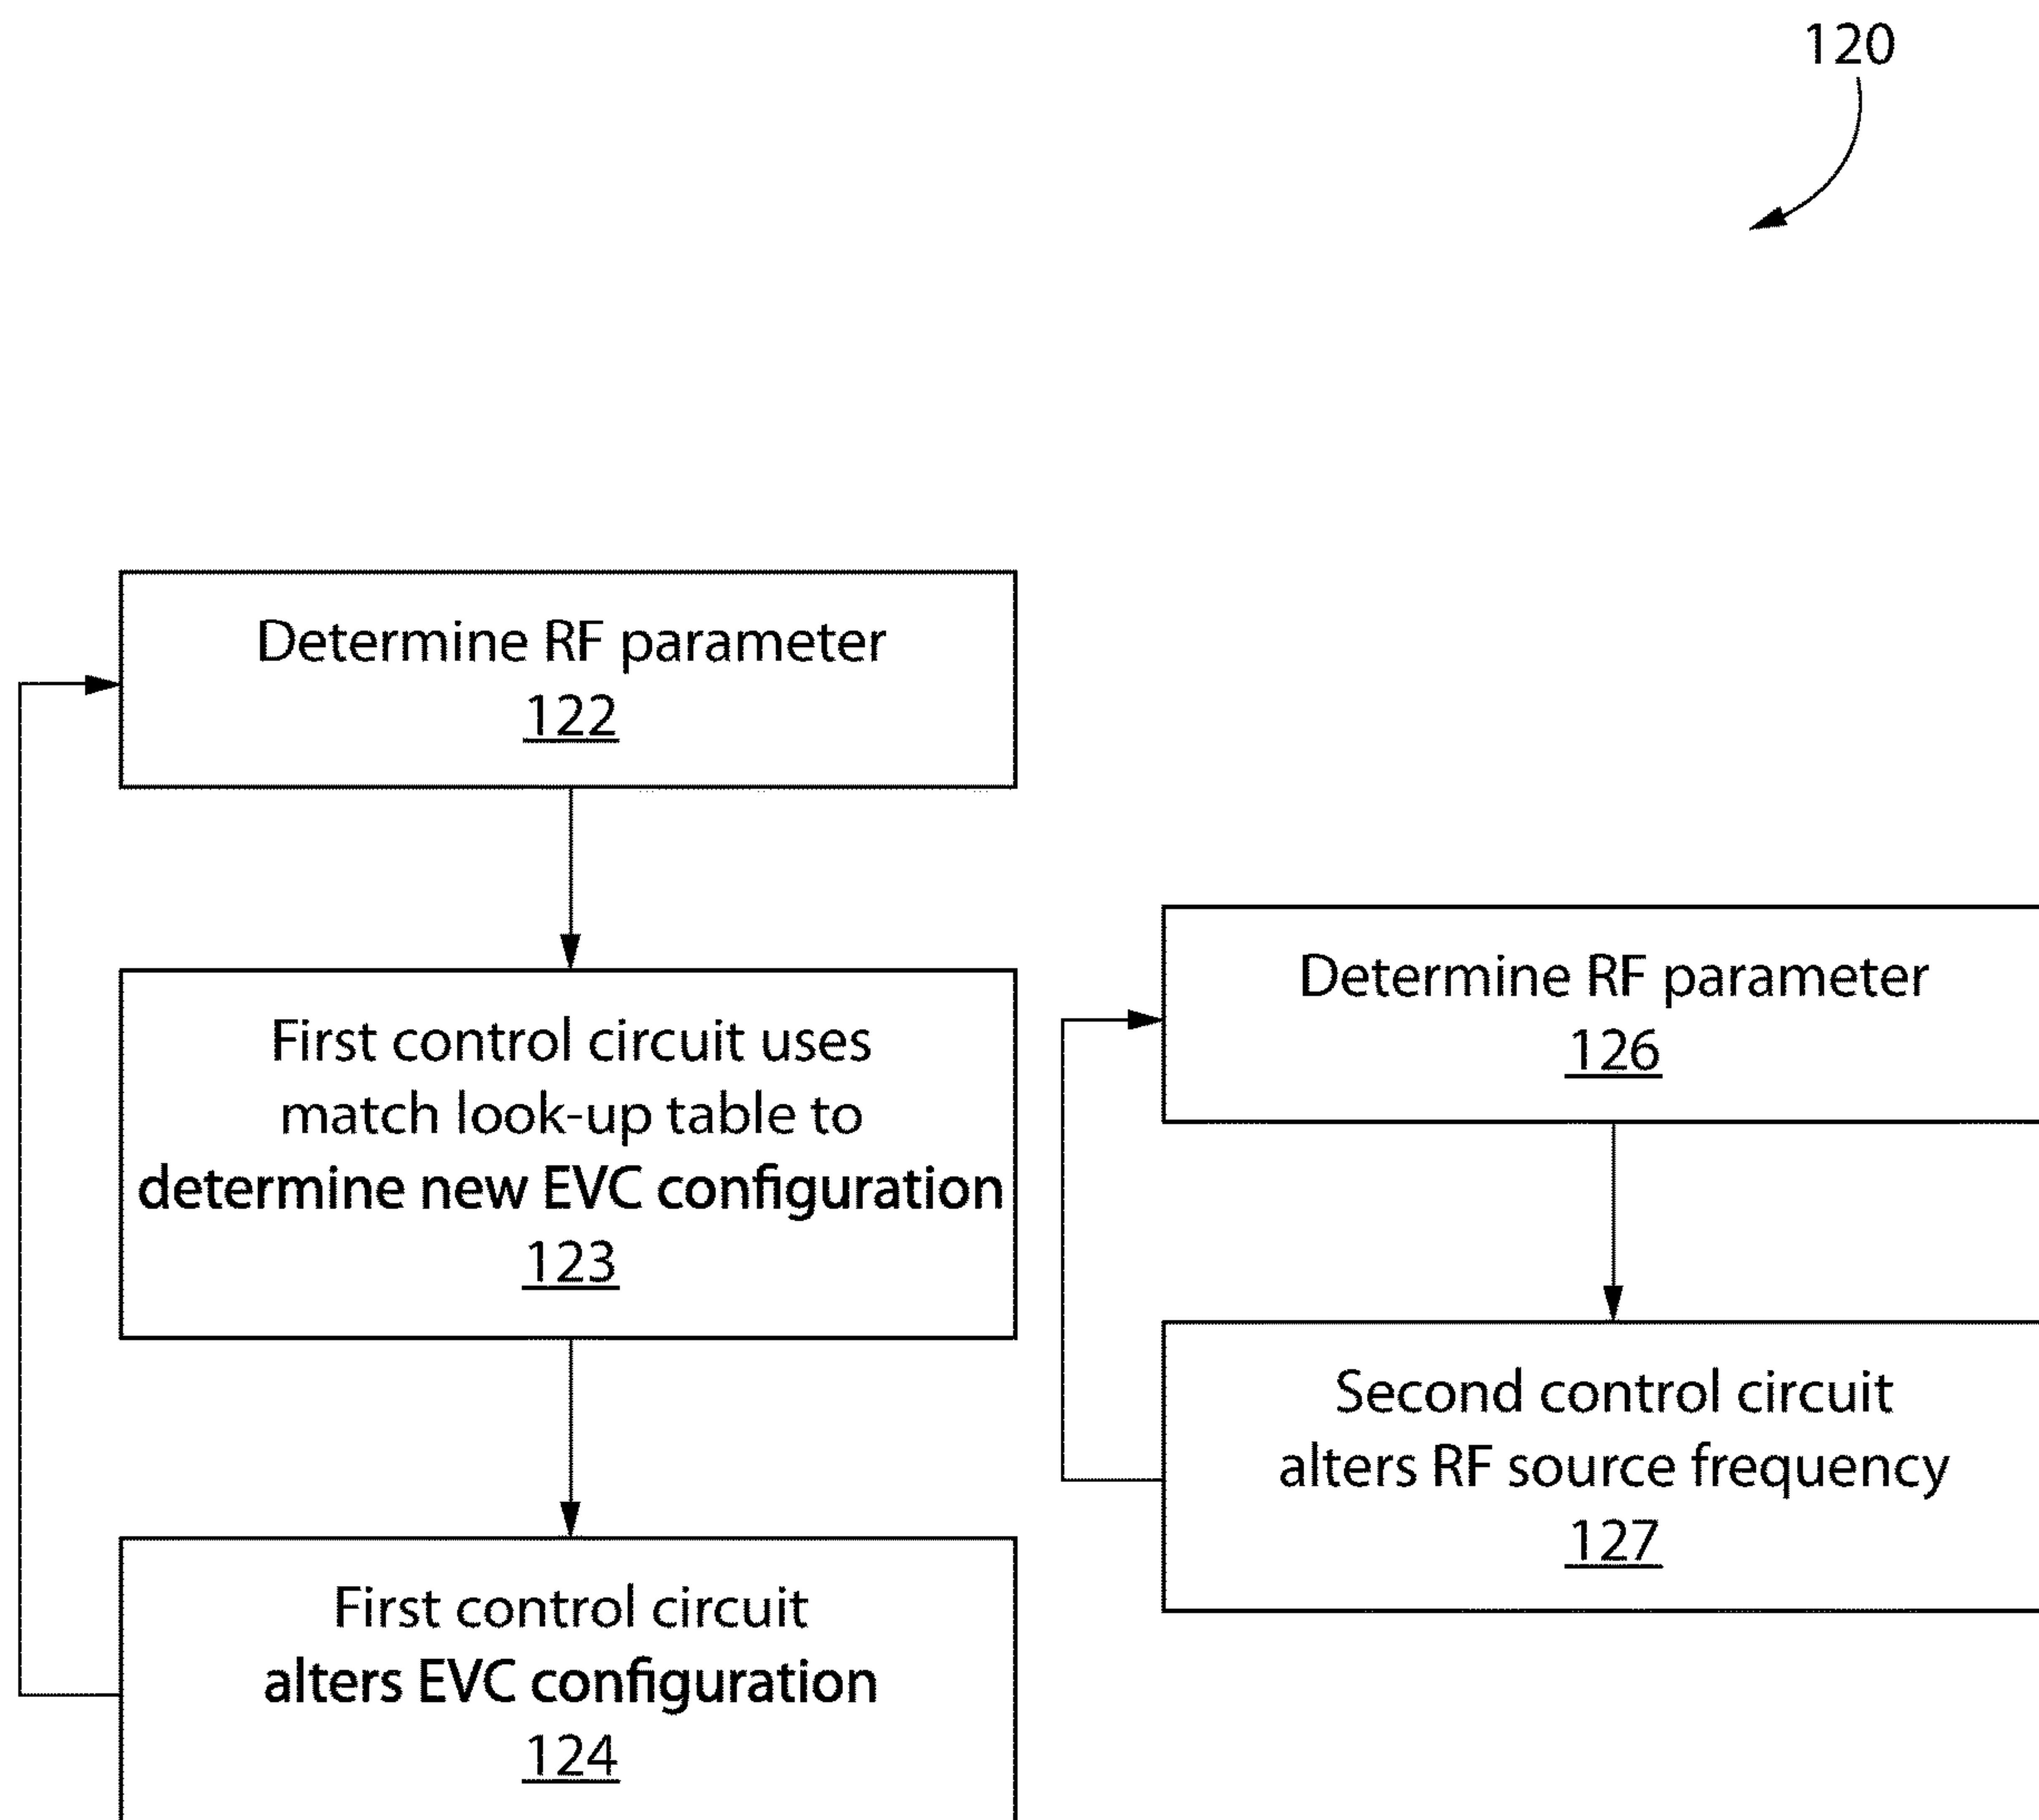 120
Determine RF parameter
122
First control circuit uses
match look-up table to
determine new EVC configuration
123
First control circuit
alters EVC configuration
124
Determine RF parameter
126
Second control circuit
alters RF source frequency
127